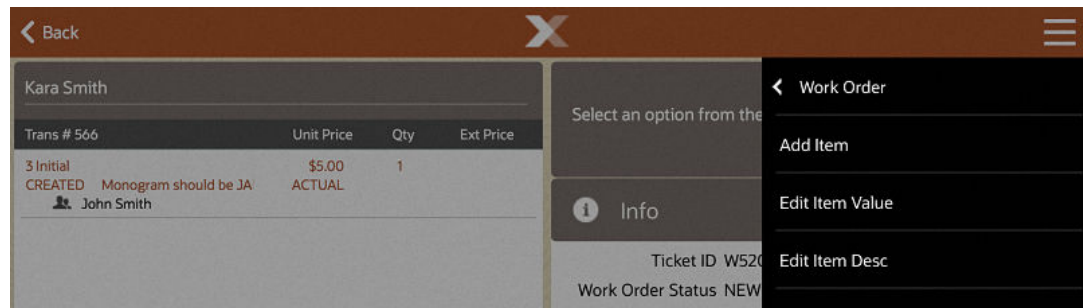 Back
Kara Smith
Trans # 566 Unit Price Qty Ext Price
3 Initial $5.00 1
CREATED Monogram should be JA ACTUAL
John Smith
Select an option from the
Info
Ticket ID W520
Work Order Status NEW
Work Order
Add Item
Edit Item Value
Edit Item Desc